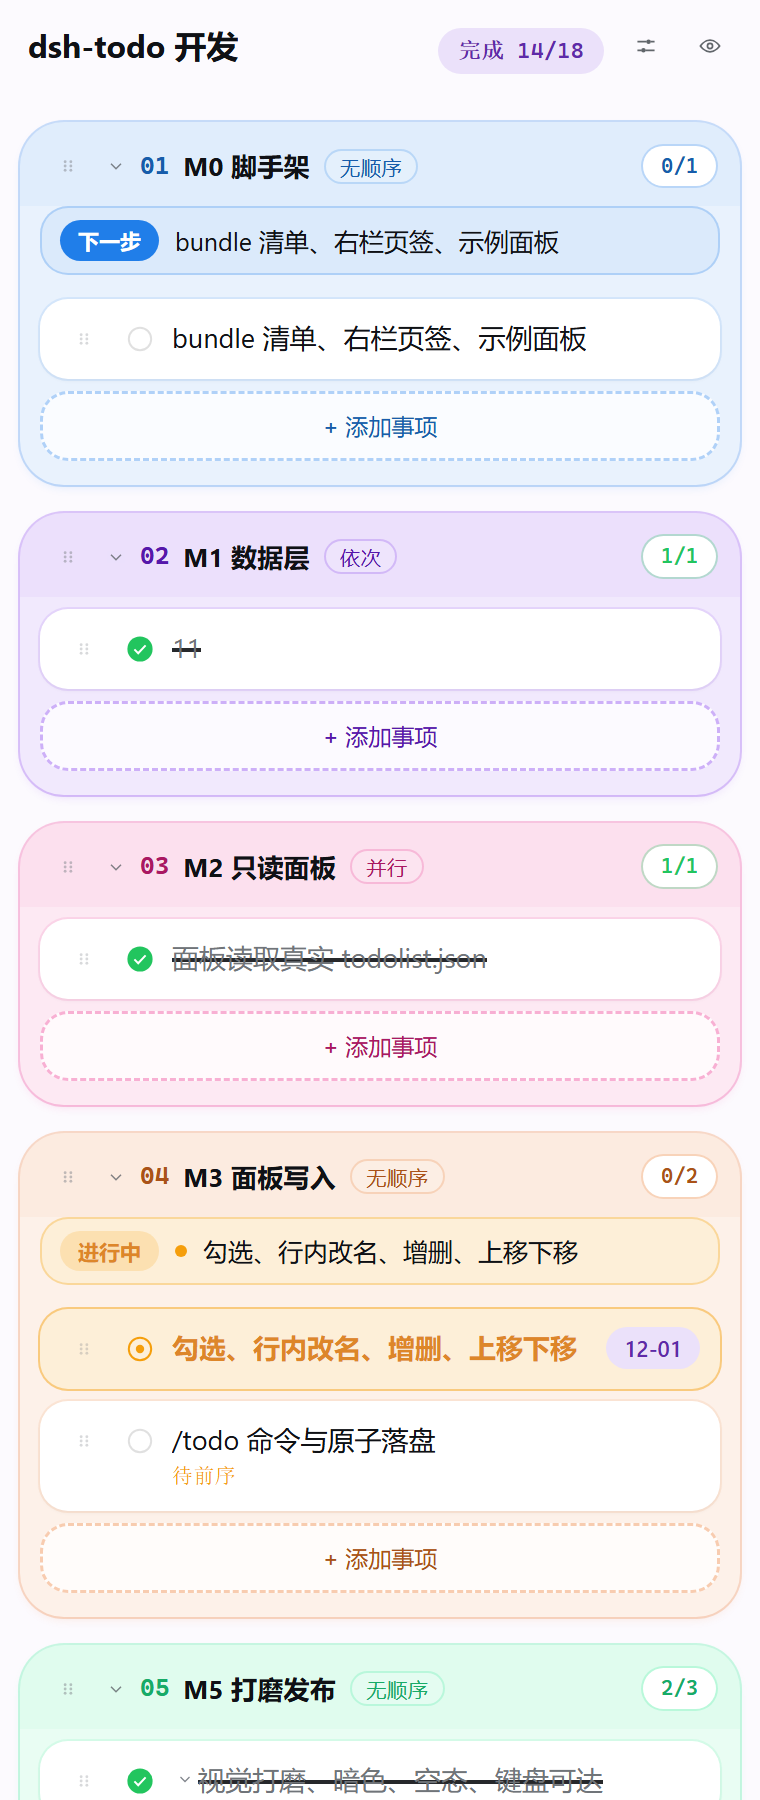 dsh-todo 开发
完成 14/18
01 M0 脚手架 无顺序 0/1
下一步 bundle 清单、右栏页签、示例面板
bundle 清单、右栏页签、示例面板
+ 添加事项
02 M1 数据层 依次 1/1
11
+ 添加事项
03 M2 只读面板 并行 1/1
面板读取真实 todolist.json
+ 添加事项
04 M3 面板写入 无顺序 0/2
进行中 勾选、行内改名、增删、上移下移
勾选、行内改名、增删、上移下移 12-01
/todo 命令与原子落盘
待前序
+ 添加事项
05 M5 打磨发布 无顺序 2/3
视觉打磨、暗色、空态、键盘可达